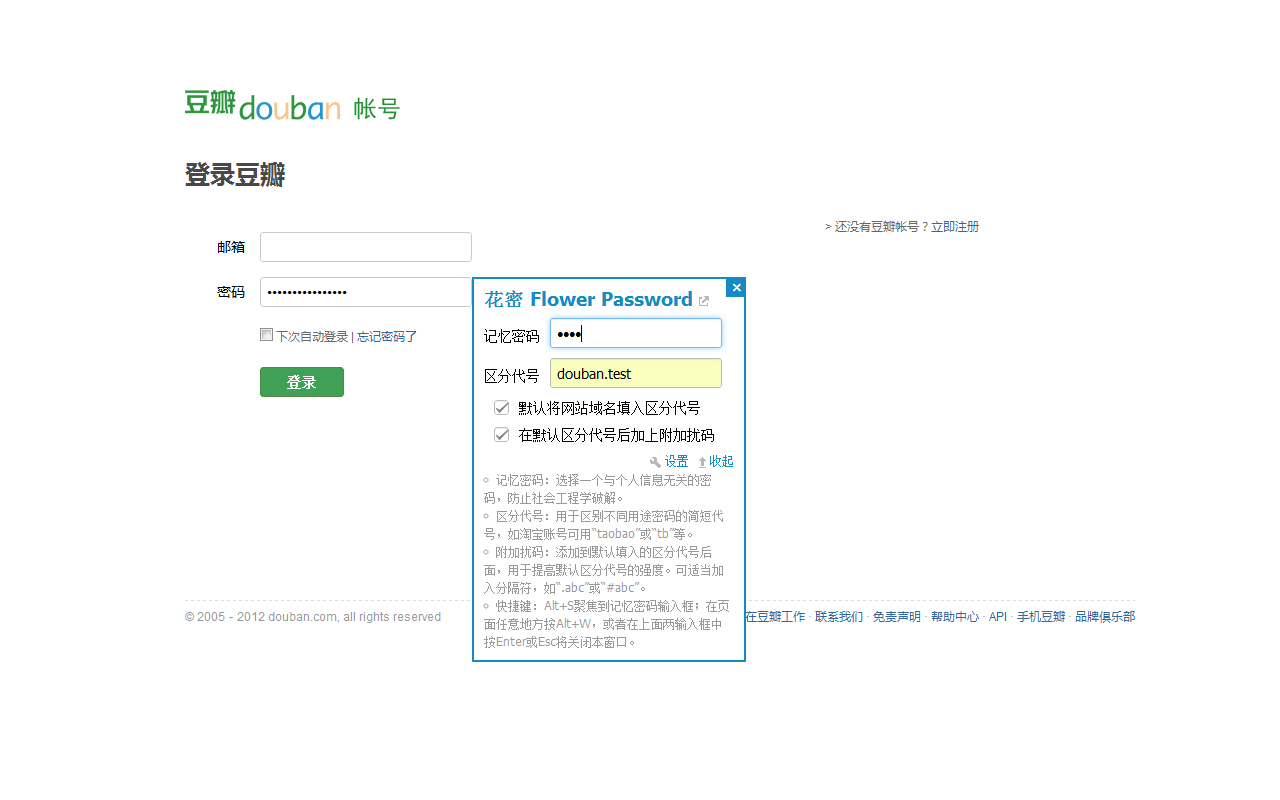 豆瓣douban 帐号
登录豆瓣
> 还没有豆瓣帐号？立即注册
邮箱
密码 ••••••••••••••••
下次自动登录 | 忘记密码了
登录
花密 Flower Password
记忆密码 ••••
区分代号 douban.test
默认将网站域名填入区分代号
在默认区分代号后加上附加扰码
设置 收起
记忆密码：选择一个与个人信息无关的密
码，防止社会工程学破解。
区分代号：用于区别不同用途密码的简短代
号，如淘宝账号可用“taobao”或“tb”等。
附加扰码：添加到默认填入的区分代号后
面，用于提高默认区分代号的强度。可适当加
入分隔符，如“.abc”或“#abc”。
快捷键：Alt+S聚焦到记忆密码输入框；在页
面任意地方按Alt+W，或者在上面两输入框中
按Enter或Esc将关闭本窗口。
© 2005－2012 douban.com, all rights reserved
在豆瓣工作 · 联系我们 · 免责声明 · 帮助中心 · API · 手机豆瓣 · 品牌俱乐部